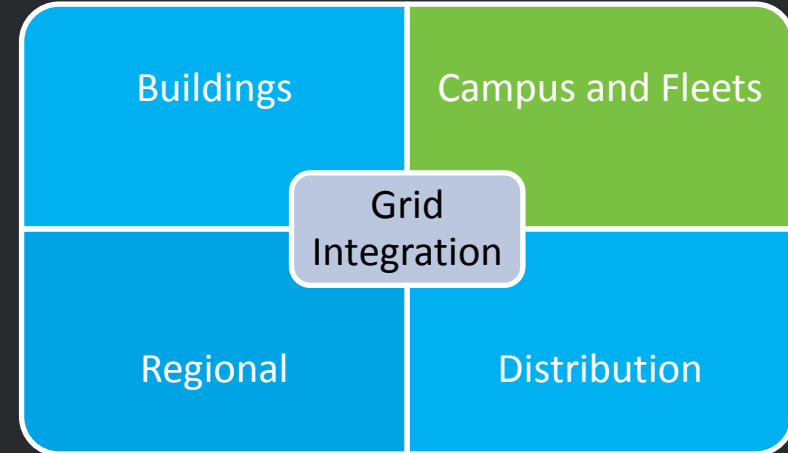 Buildings
Campus and Fleets
Grid
Integration
Regional
Distribution